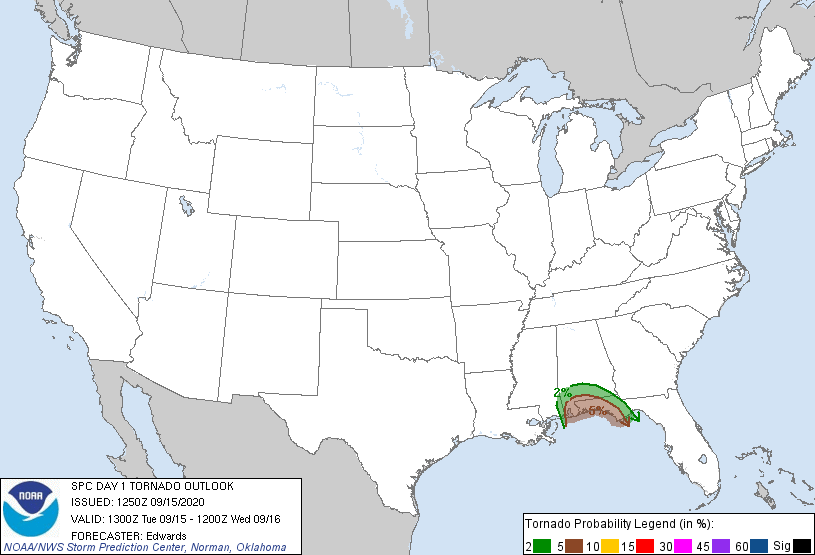 2%
5%
NOAA
SPC DAY 1 TORNADO OUTLOOK
ISSUED: 1250Z 09/15/2020
VALID: 1300Z Tue 09/15 - 1200Z Wed 09/16
FORECASTER: Edwards
NOAA/NWS Storm Prediction Center, Norman, Oklahoma
Tornado Probability Legend (in %):
2 5 10 15 30 45 60 Sig